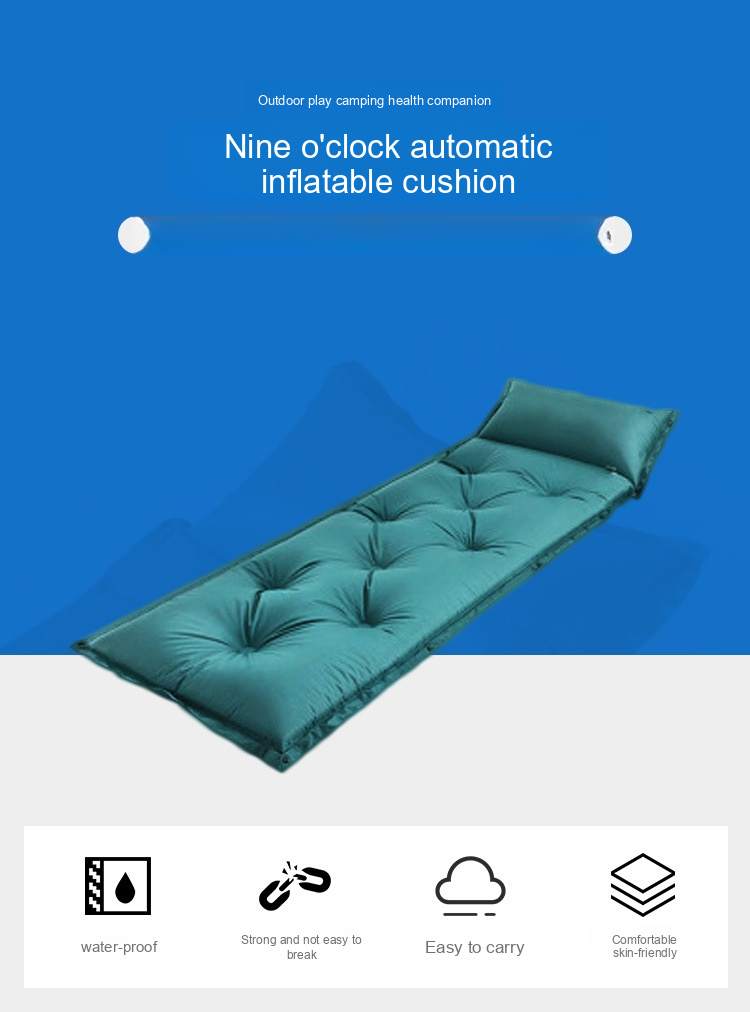 Outdoor play camping health companion
Nine o'clock automatic
inflatable cushion
water-proof
Strong and not easy to
break
Easy to carry
Comfortable
skin-friendly